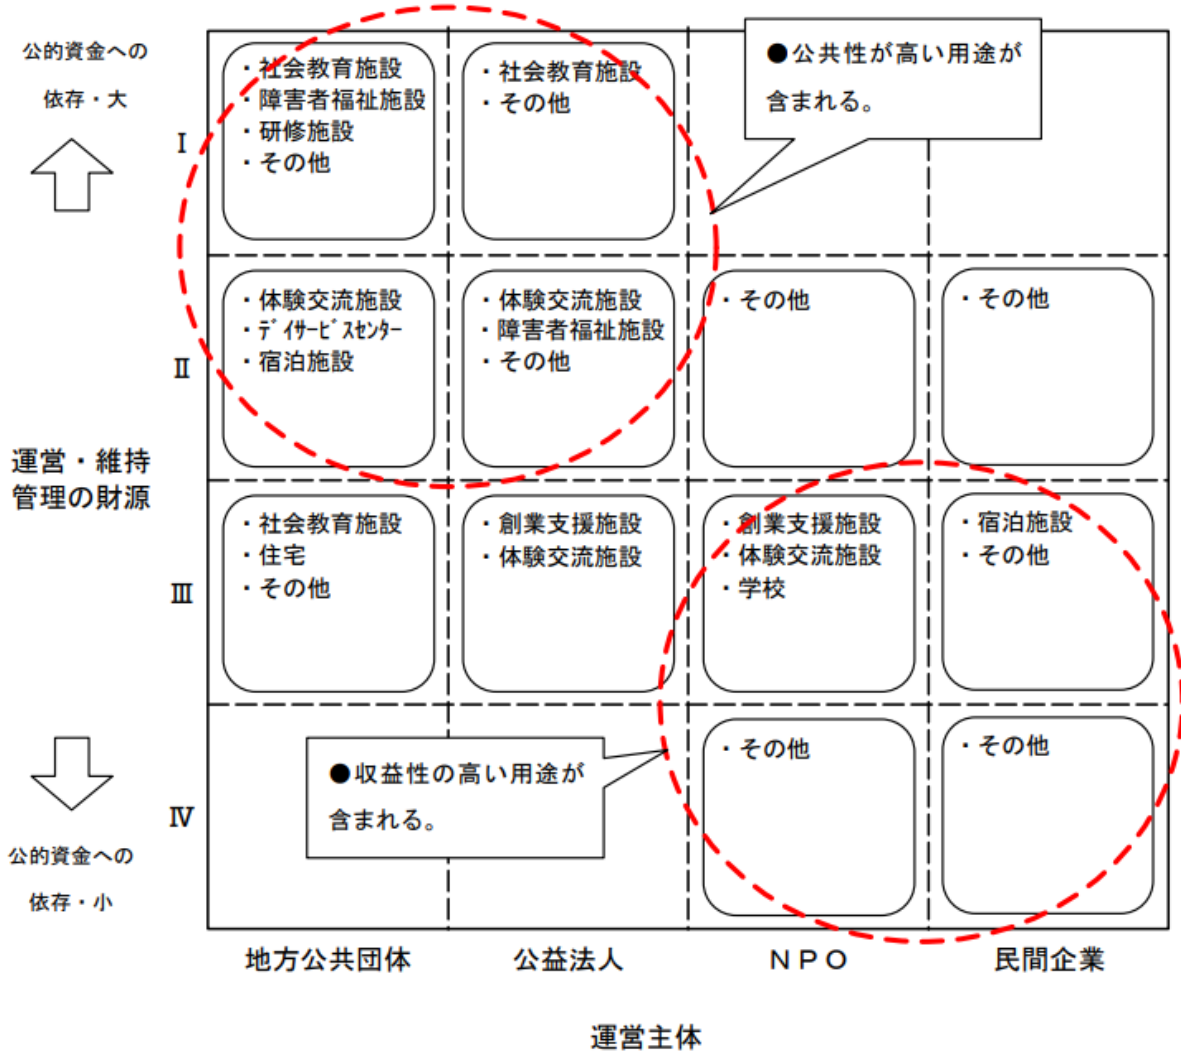 公的資金への
依存・大
Ⅰ
・社会教育施設
・障害者福祉施設
・研修施設
・その他
・社会教育施設
・その他
●公共性が高い用途が
含まれる。
Ⅱ
・体験交流施設
・ﾃﾞｲｻｰﾋﾞｽｾﾝﾀｰ
・宿泊施設
・体験交流施設
・障害者福祉施設
・その他
・その他
・その他
運営・維持
管理の財源
Ⅲ
・社会教育施設
・住宅
・その他
・創業支援施設
・体験交流施設
・創業支援施設
・体験交流施設
・学校
・宿泊施設
・その他
Ⅳ
●収益性の高い用途が
含まれる。
・その他
・その他
公的資金への
依存・小
地方公共団体
公益法人
ＮＰＯ
民間企業
運営主体